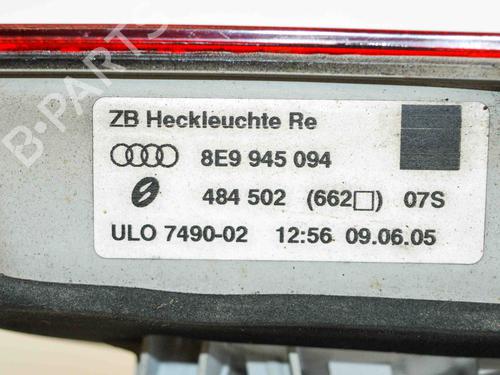 ZB Heckleuchte Re
8E9 945 094
484 502 (662□) 07S
ULO 7490-02 12:56 09.06.05
B-PARTS